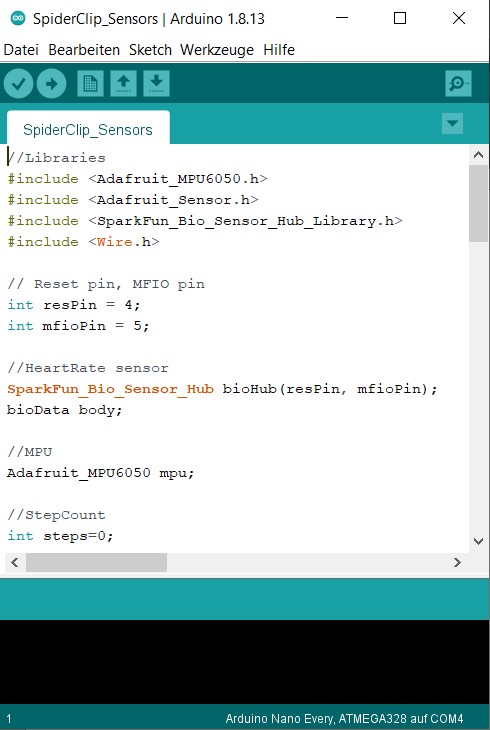 SpiderClip_Sensors | Arduino 1.8.13
Datei Bearbeiten Sketch Werkzeuge Hilfe
SpiderClip_Sensors
//Libraries
#include <Adafruit_MPU6050.h>
#include <Adafruit_Sensor.h>
#include <SparkFun_Bio_Sensor_Hub_Library.h>
#include <Wire.h>
// Reset pin, MFIO pin
int resPin = 4;
int mfioPin = 5;
//HeartRate sensor
SparkFun_Bio_Sensor_Hub bioHub(resPin, mfioPin);
bioData body;
//MPU
Adafruit_MPU6050 mpu;
//StepCount
int steps=0;
1 Arduino Nano Every, ATMEGA328 auf COM4